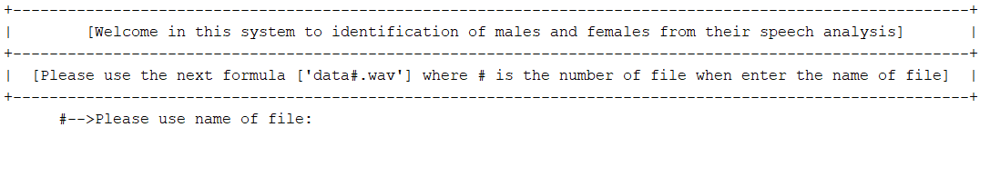 +---------------------------------------------------------------------------------------------------------+
|        [Welcome in this system to identification of males and females from their speech analysis]       |
+---------------------------------------------------------------------------------------------------------+
|  [Please use the next formula ['data#.wav'] where # is the number of file when enter the name of file]  |
+---------------------------------------------------------------------------------------------------------+
#-->Please use name of file: